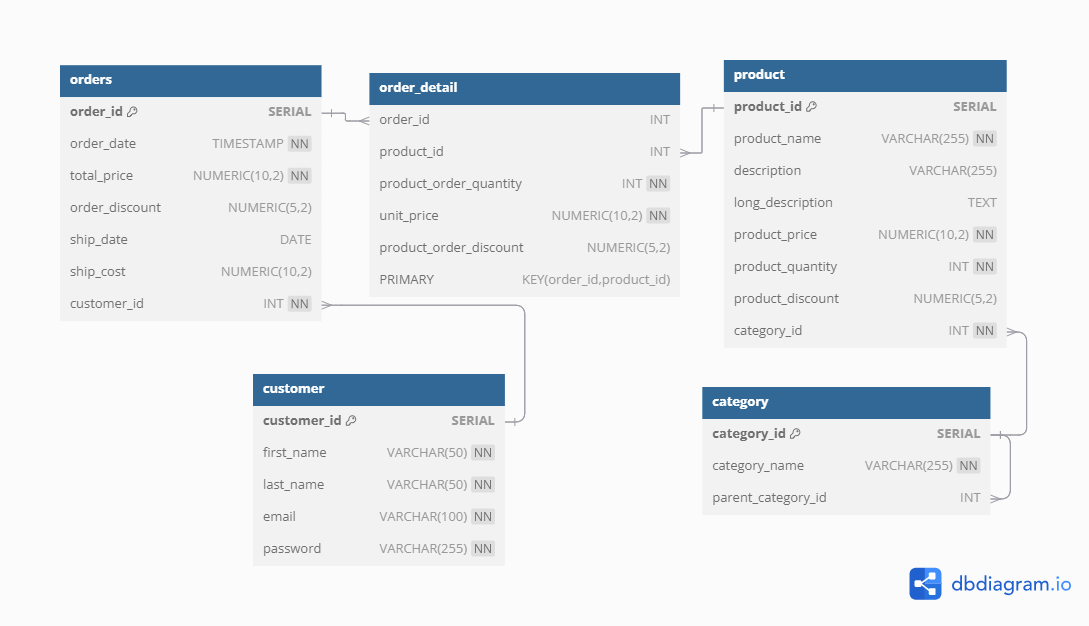 orders
order_id SERIAL
order_date TIMESTAMP NN
total_price NUMERIC(10,2) NN
order_discount NUMERIC(5,2)
ship_date DATE
ship_cost NUMERIC(10,2)
customer_id INT NN
order_detail
order_id INT
product_id INT
product_order_quantity INT NN
unit_price NUMERIC(10,2) NN
product_order_discount NUMERIC(5,2)
PRIMARY KEY(order_id,product_id)
product
product_id SERIAL
product_name VARCHAR(255) NN
description VARCHAR(255)
long_description TEXT
product_price NUMERIC(10,2) NN
product_quantity INT NN
product_discount NUMERIC(5,2)
category_id INT NN
customer
customer_id SERIAL
first_name VARCHAR(50) NN
last_name VARCHAR(50) NN
email VARCHAR(100) NN
password VARCHAR(255) NN
category
category_id SERIAL
category_name VARCHAR(255) NN
parent_category_id INT
dbdiagram.io